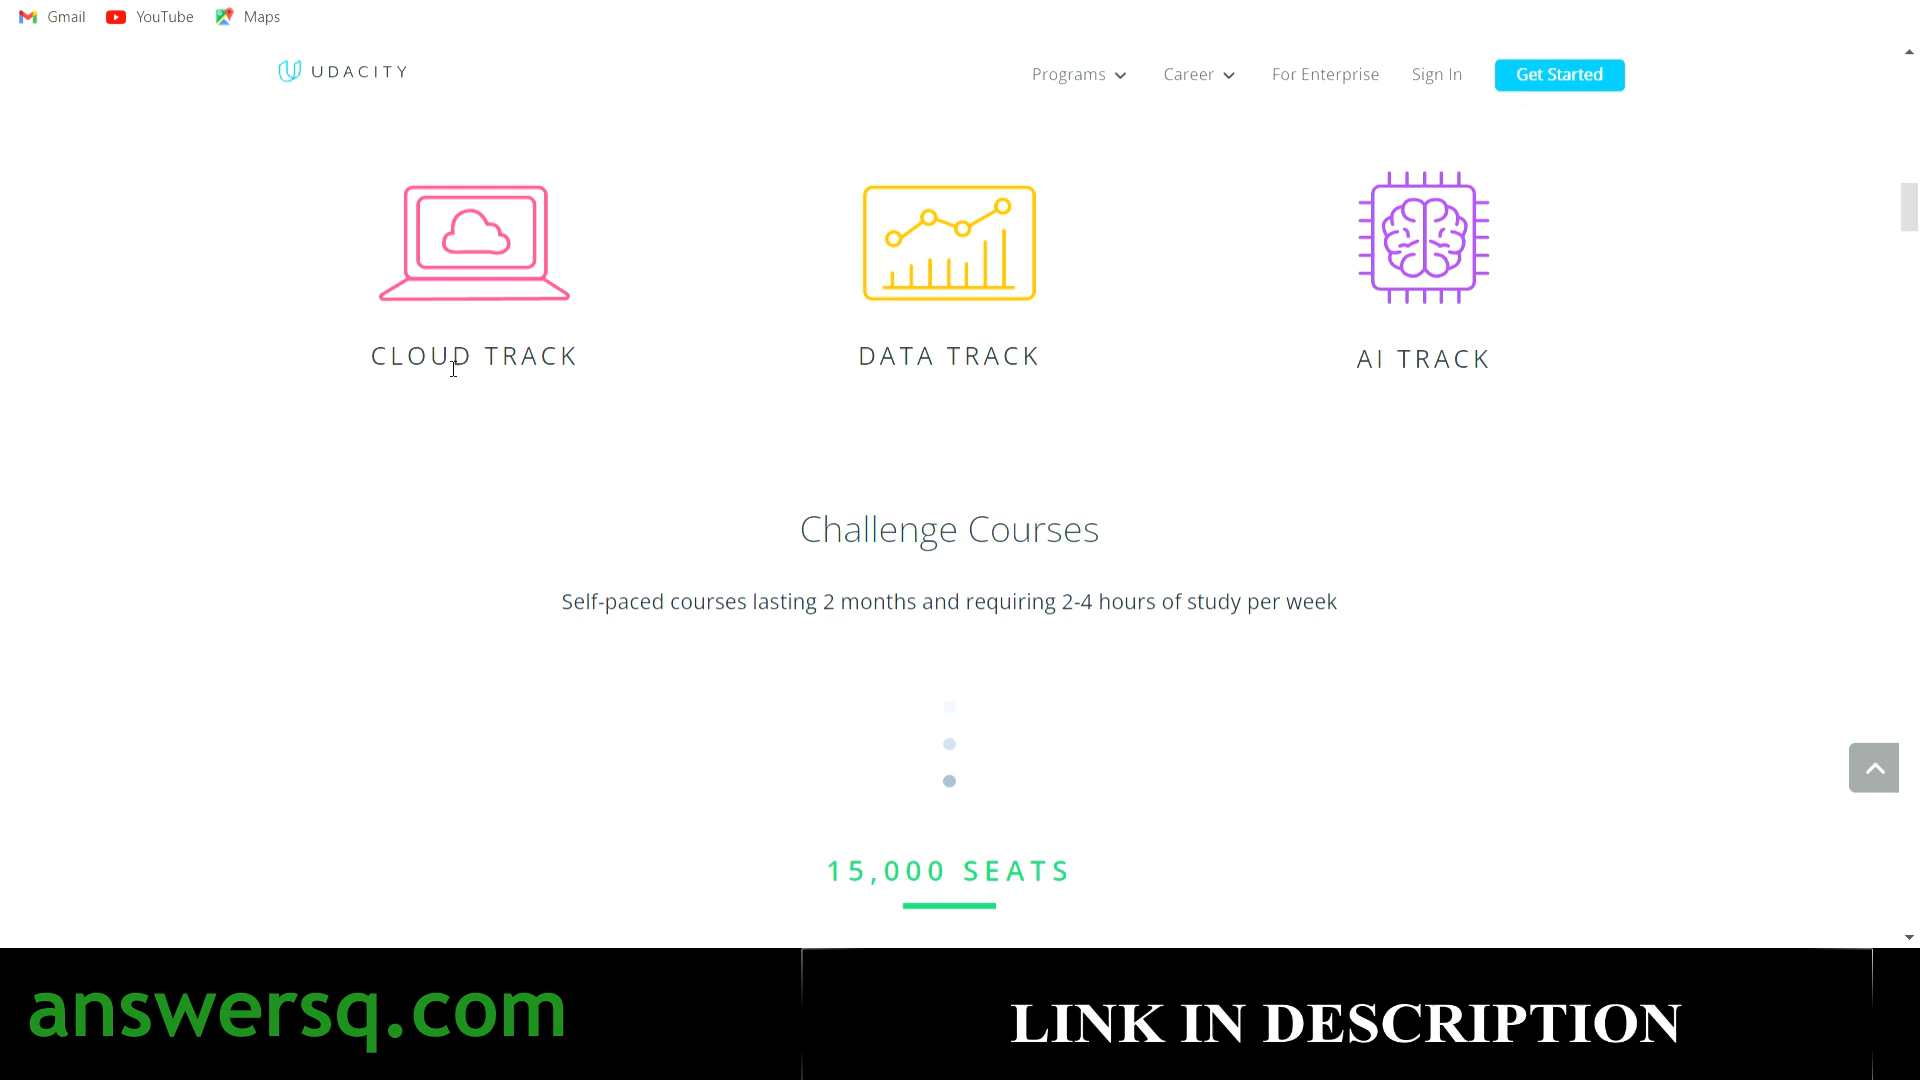 Gmail YouTube Maps
UDACITY Programs Career For Enterprise Sign In Get Started
CLOUD TRACK DATA TRACK AI TRACK
Challenge Courses
Self-paced courses lasting 2 months and requiring 2-4 hours of study per week
15,000 SEATS
answersq.com LINK IN DESCRIPTION